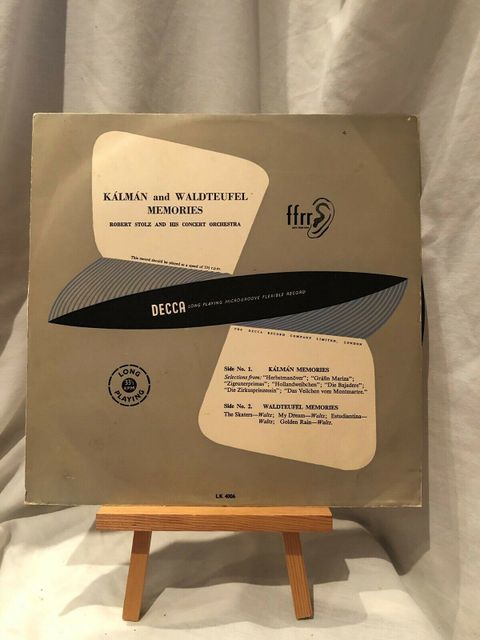 KÁLMÁN and WALDTEUFEL
MEMORIES
ROBERT STOLZ AND HIS CONCERT ORCHESTRA
ffrr
This record should be played at a speed of 33⅓ r.p.m.
DECCA LONG PLAYING MICROGROOVE FLEXIBLE RECORD
THE DECCA RECORD COMPANY LIMITED, LONDON
LONG
33⅓
R.P.M.
PLAYING
Side No. 1. KÁLMÁN MEMORIES
Selections from: "Herbstmanöver"; "Gräfin Mariza";
"Zigeunerprimas"; "Hollandweibchen"; "Die Bajadere";
"Die Zirkusprinzessin"; "Das Veilchen vom Montmartre."
Side No. 2. WALDTEUFEL MEMORIES
The Skaters—Waltz; My Dream—Waltz; Estudiantina—
Waltz; Golden Rain—Waltz.
LK 4006